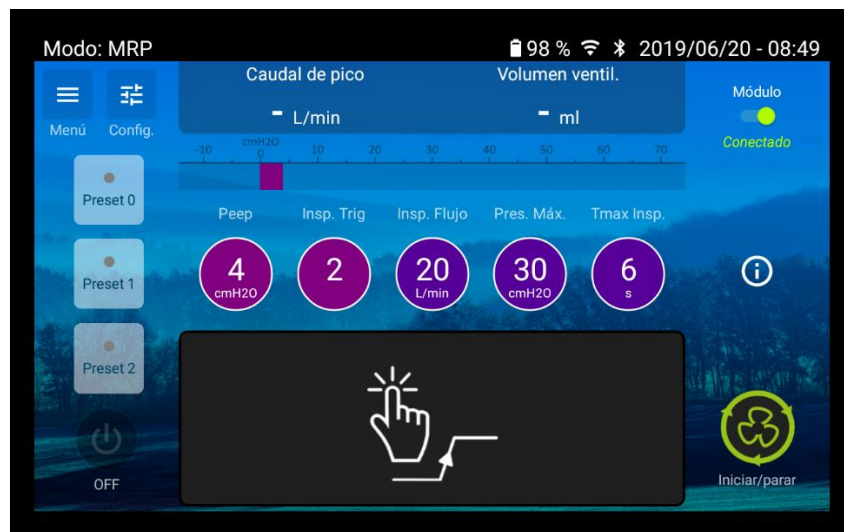 Modo: MRP 98 % 2019/06/20 - 08:49
Caudal de pico Volumen ventil.
- L/min - ml
Menú Config.
Módulo
Conectado
cmH2O
-10 0 10 20 30 40 50 60 70
Preset 0
Peep Insp. Trig Insp. Flujo Pres. Máx. Tmax Insp.
4 2 20 30 6
cmH2O L/min cmH2O s
Preset 1
Preset 2
OFF
Iniciar/parar